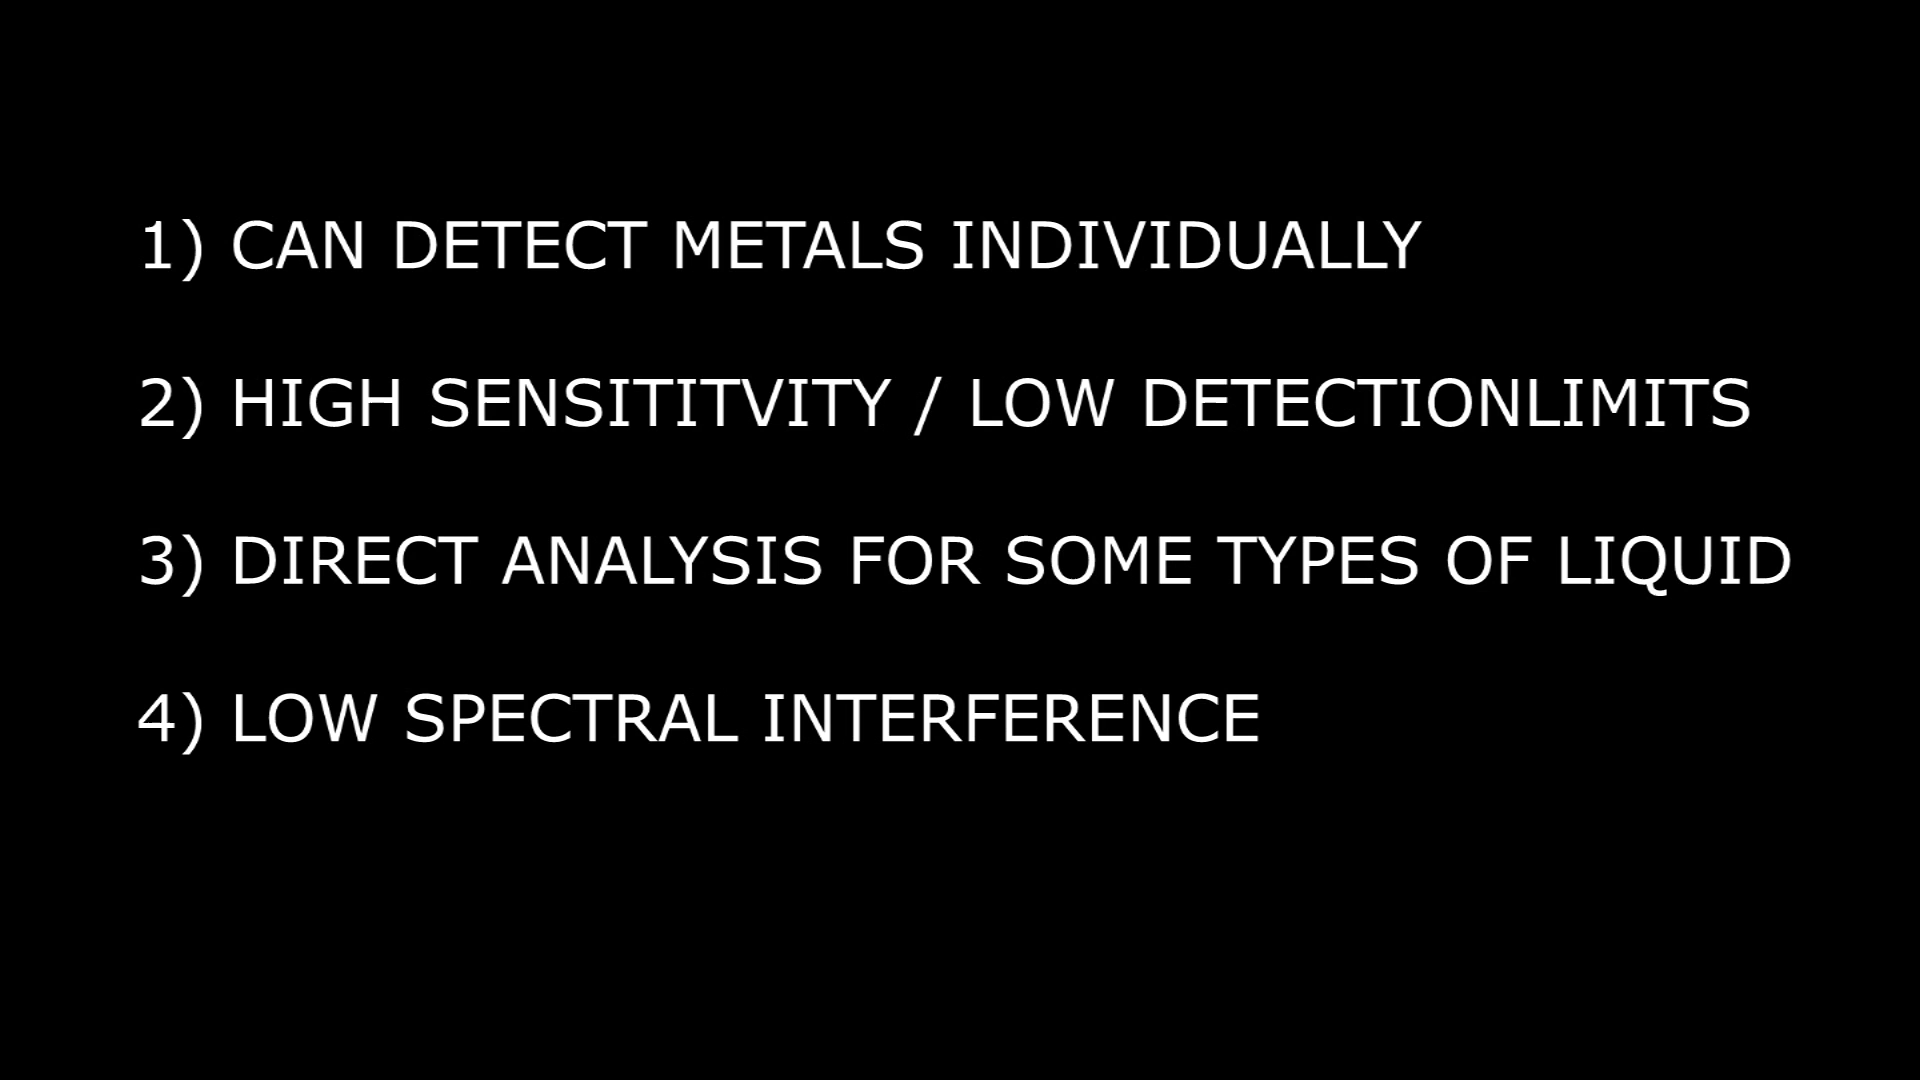 1) CAN DETECT METALS INDIVIDUALLY
2) HIGH SENSITITVITY / LOW DETECTIONLIMITS
3) DIRECT ANALYSIS FOR SOME TYPES OF LIQUID
4) LOW SPECTRAL INTERFERENCE